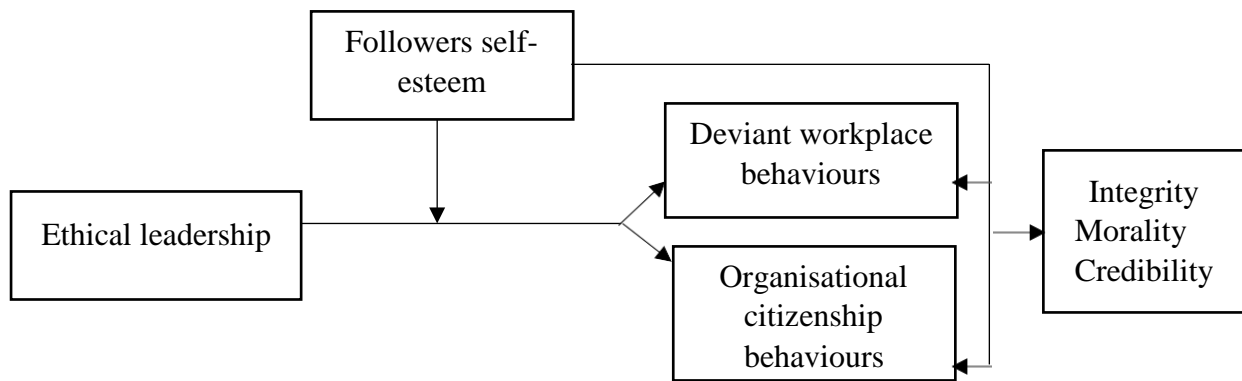 Followers self-
esteem
Deviant workplace
behaviours
Integrity
Morality
Credibility
Ethical leadership
Organisational
citizenship
behaviours